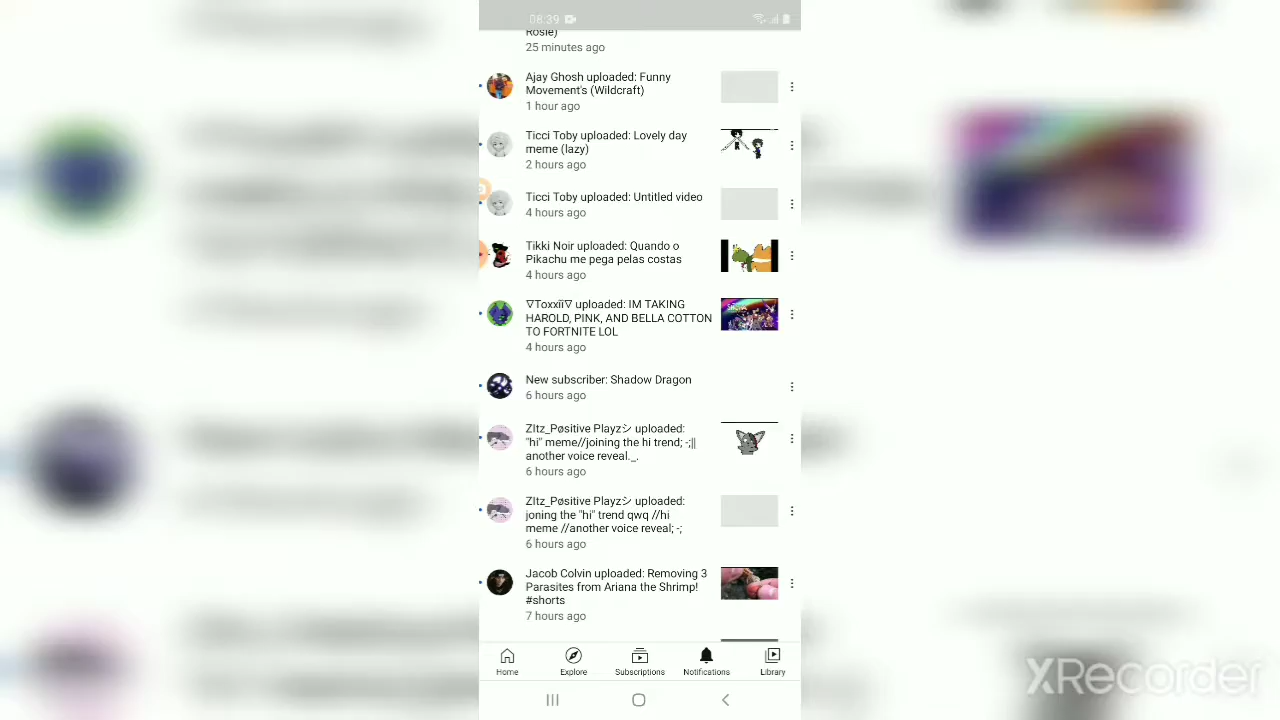 08:39
Rosie)
25 minutes ago
Ajay Ghosh uploaded: Funny
Movement's (Wildcraft)
1 hour ago
Ticci Toby uploaded: Lovely day
meme (lazy)
2 hours ago
Ticci Toby uploaded: Untitled video
4 hours ago
Tikki Noir uploaded: Quando o
Pikachu me pega pelas costas
4 hours ago
∇Toxxíï∇ uploaded: IM TAKING
HAROLD, PINK, AND BELLA COTTON
TO FORTNITE LOL
4 hours ago
New subscriber: Shadow Dragon
6 hours ago
ZItz_Pøsitive Playzシ uploaded:
"hi" meme//joining the hi trend; -;||
another voice reveal._.
6 hours ago
ZItz_Pøsitive Playzシ uploaded:
joning the "hi" trend qwq //hi
meme //another voice reveal; -;
6 hours ago
Jacob Colvin uploaded: Removing 3
Parasites from Ariana the Shrimp!
#shorts
7 hours ago
Home
Explore
Subscriptions
Notifications
Library
XRecorder